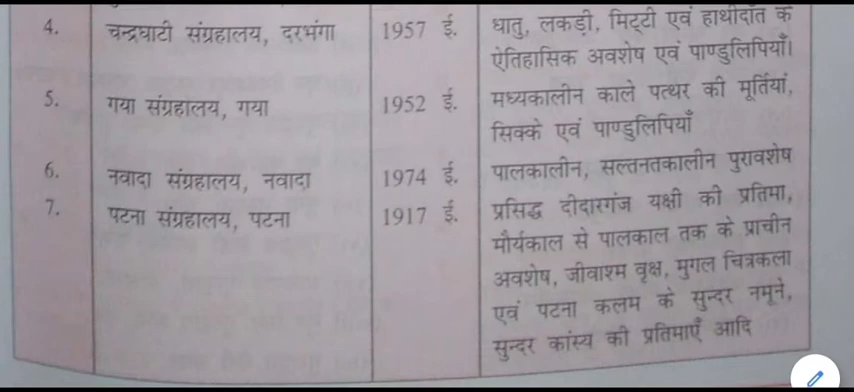 4. चन्द्रघाटी संग्रहालय, दरभंगा 1957 ई. धातु, लकड़ी, मिट्टी एवं हाथीदाँत के
ऐतिहासिक अवशेष एवं पाण्डुलिपियाँ।
5. गया संग्रहालय, गया 1952 ई. मध्यकालीन काले पत्थर की मूर्तियां,
सिक्के एवं पाण्डुलिपियाँ
6. नवादा संग्रहालय, नवादा 1974 ई. पालकालीन, सल्तनतकालीन पुरावशेष
7. पटना संग्रहालय, पटना 1917 ई. प्रसिद्ध दीदारगंज यक्षी की प्रतिमा,
मौर्यकाल से पालकाल तक के प्राचीन
अवशेष, जीवाश्म वृक्ष, मुगल चित्रकला
एवं पटना कलम के सुन्दर नमूने,
सुन्दर कांस्य की प्रतिमाएँ आदि